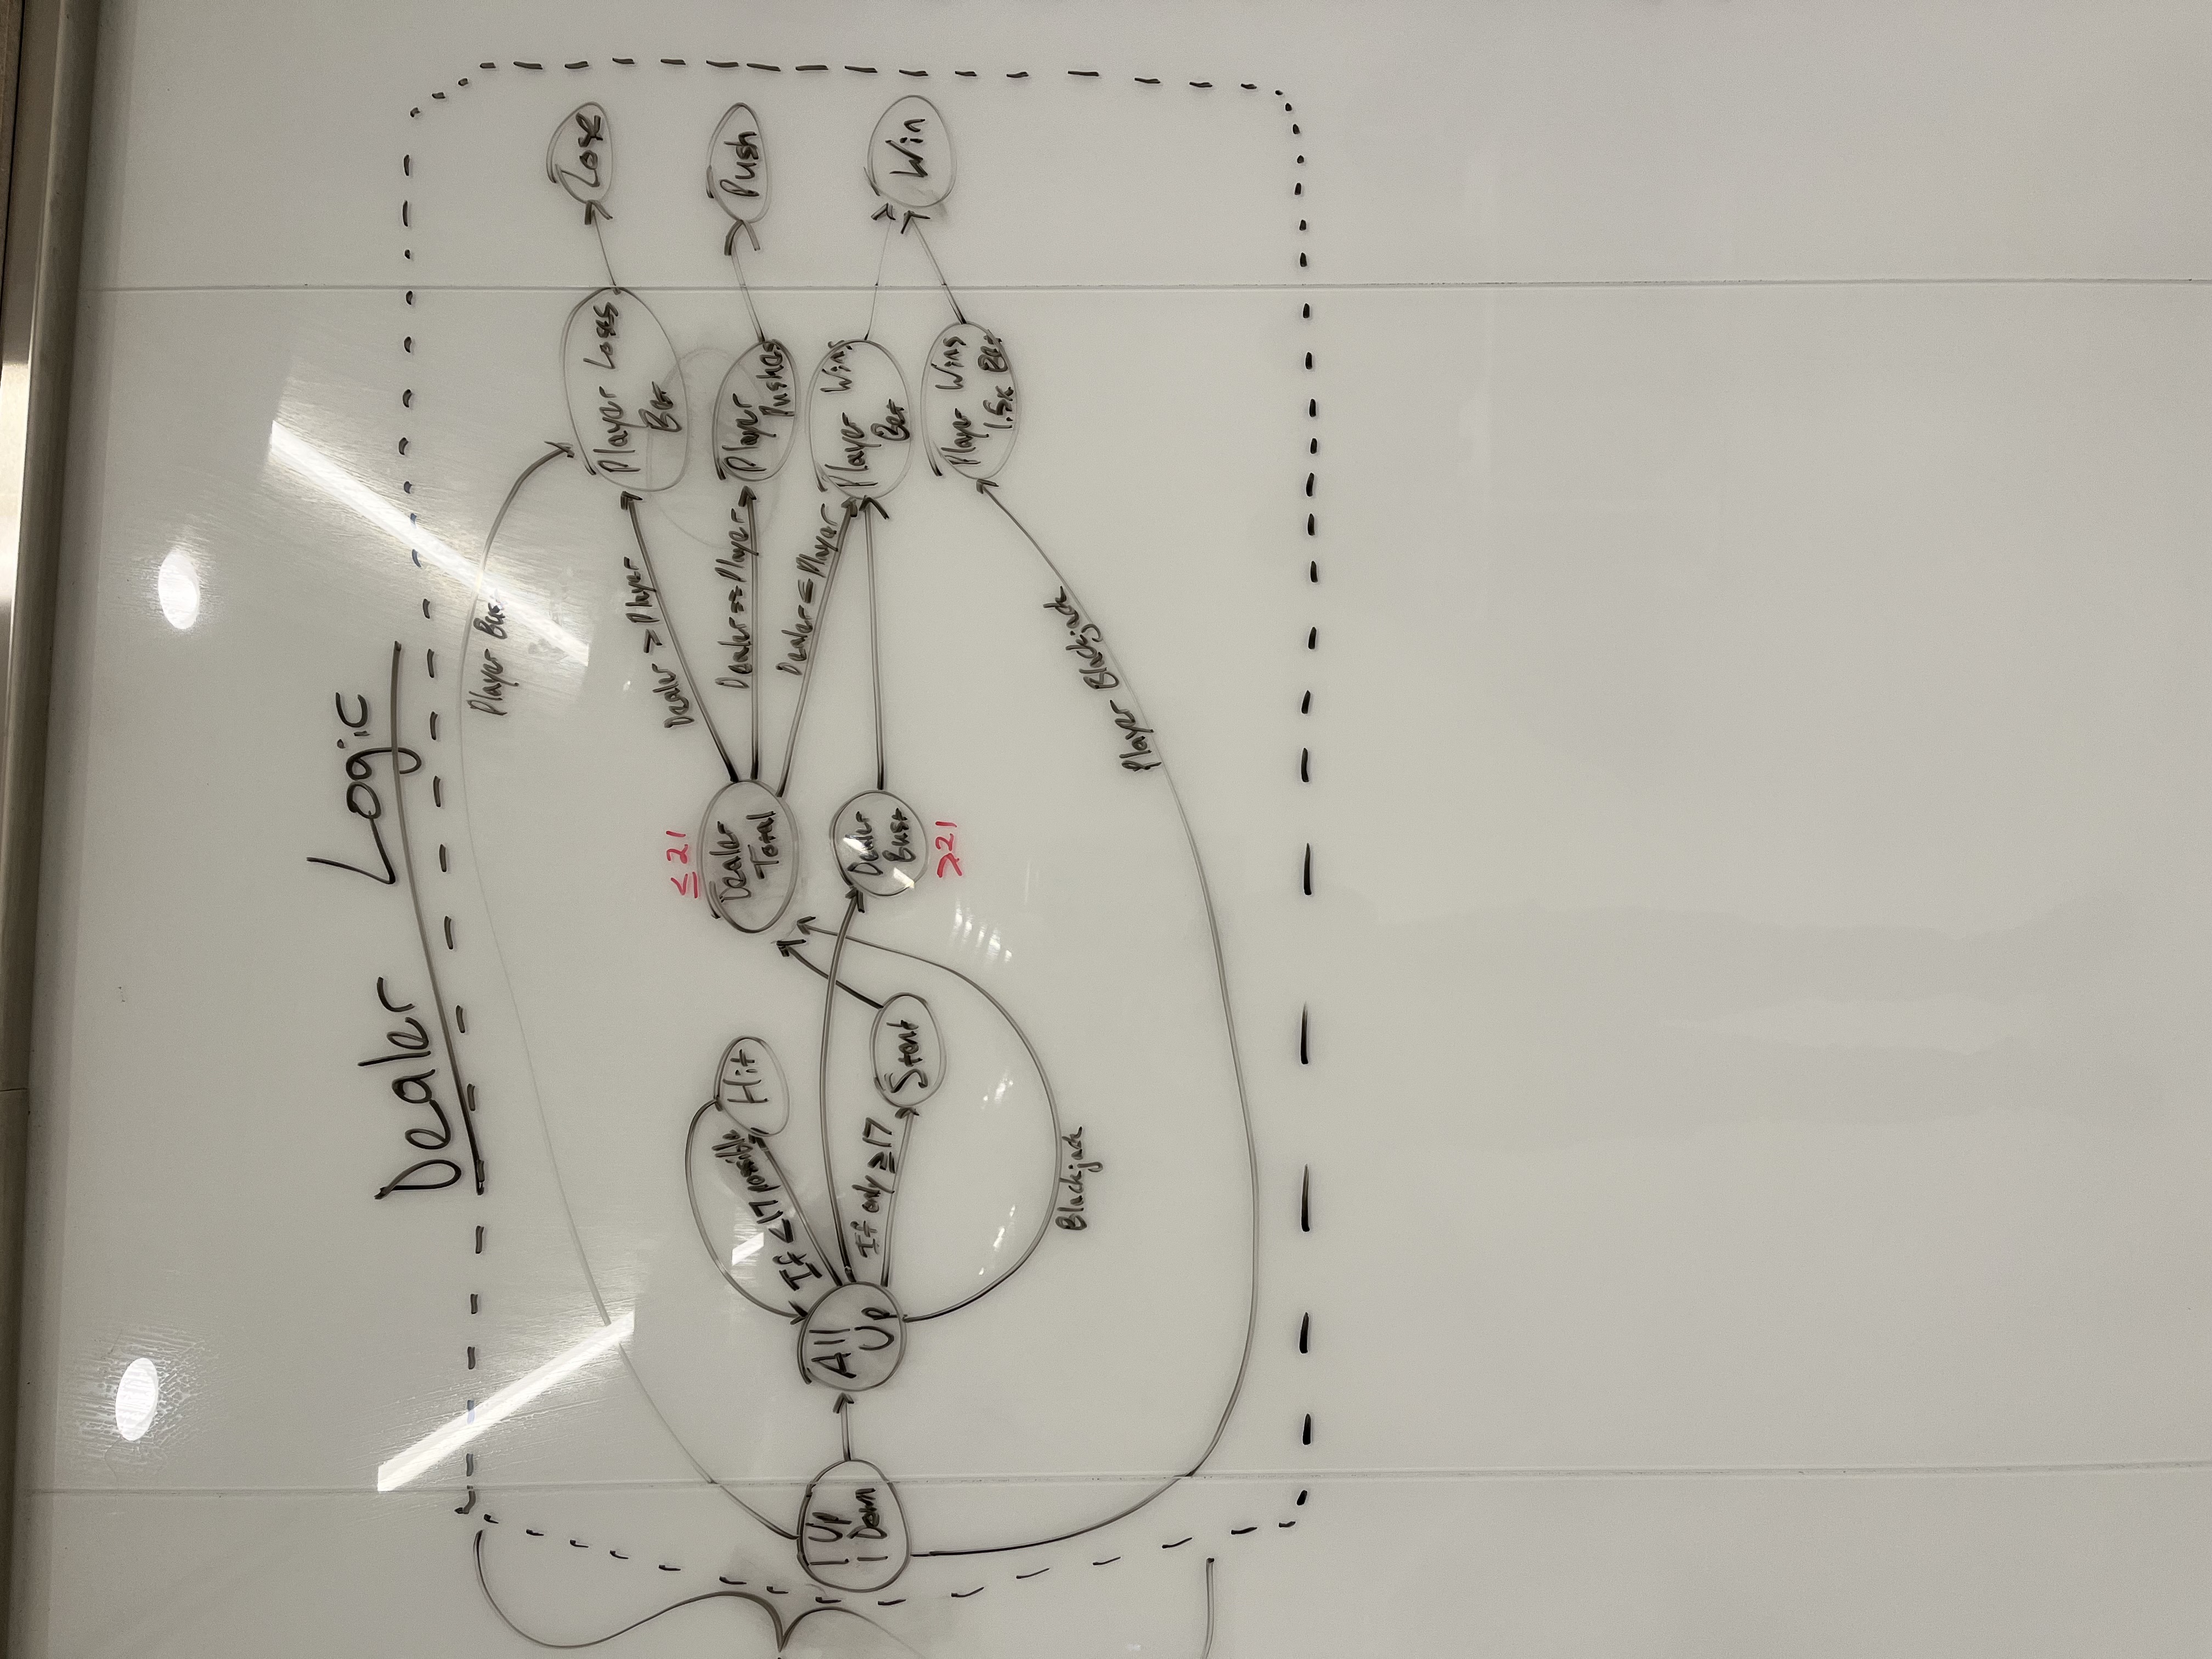 Dealer Logic
Player Bust
Player Loses
Bet
Lose
Dealer > Player
≤ 21
Dealer
Total
Dealer == Player
Player
Pushes
Push
If <17 possible
Hit
Dealer < Player
1 Up
1 Down
All
Up
Player Wins
Bet
Win
If only ≥17
Dealer
Bust
>21
Player Wins
1.5x Bet
Blackjack
Player Blackjack